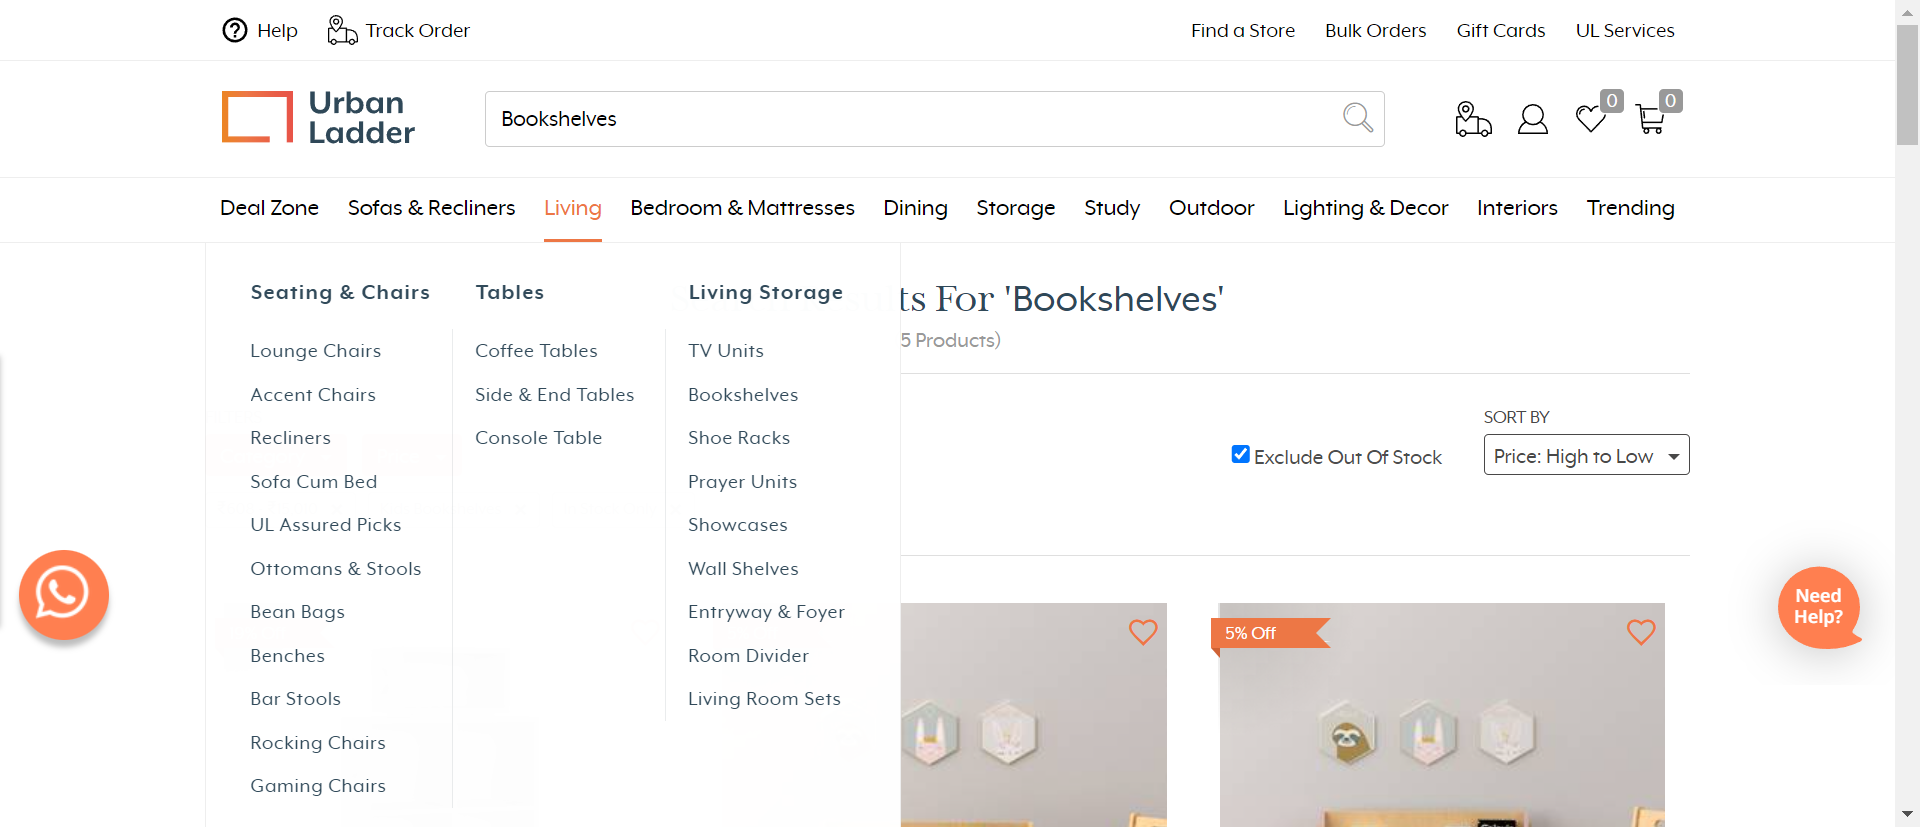 Help
Track Order
Find a Store
Bulk Orders
Gift Cards
UL Services
Urban
Ladder
Bookshelves
0
0
Deal Zone
Sofas & Recliners
Living
Bedroom & Mattresses
Dining
Storage
Study
Outdoor
Lighting & Decor
Interiors
Trending
Seating & Chairs
Lounge Chairs
Accent Chairs
Recliners
Sofa Cum Bed
UL Assured Picks
Ottomans & Stools
Bean Bags
Benches
Bar Stools
Rocking Chairs
Gaming Chairs
Tables
Coffee Tables
Side & End Tables
Console Table
Living Storage
TV Units
Bookshelves
Shoe Racks
Prayer Units
Showcases
Wall Shelves
Entryway & Foyer
Room Divider
Living Room Sets
ts For 'Bookshelves'
5 Products)
Exclude Out Of Stock
SORT BY
Price: High to Low
5% Off
Need
Help?